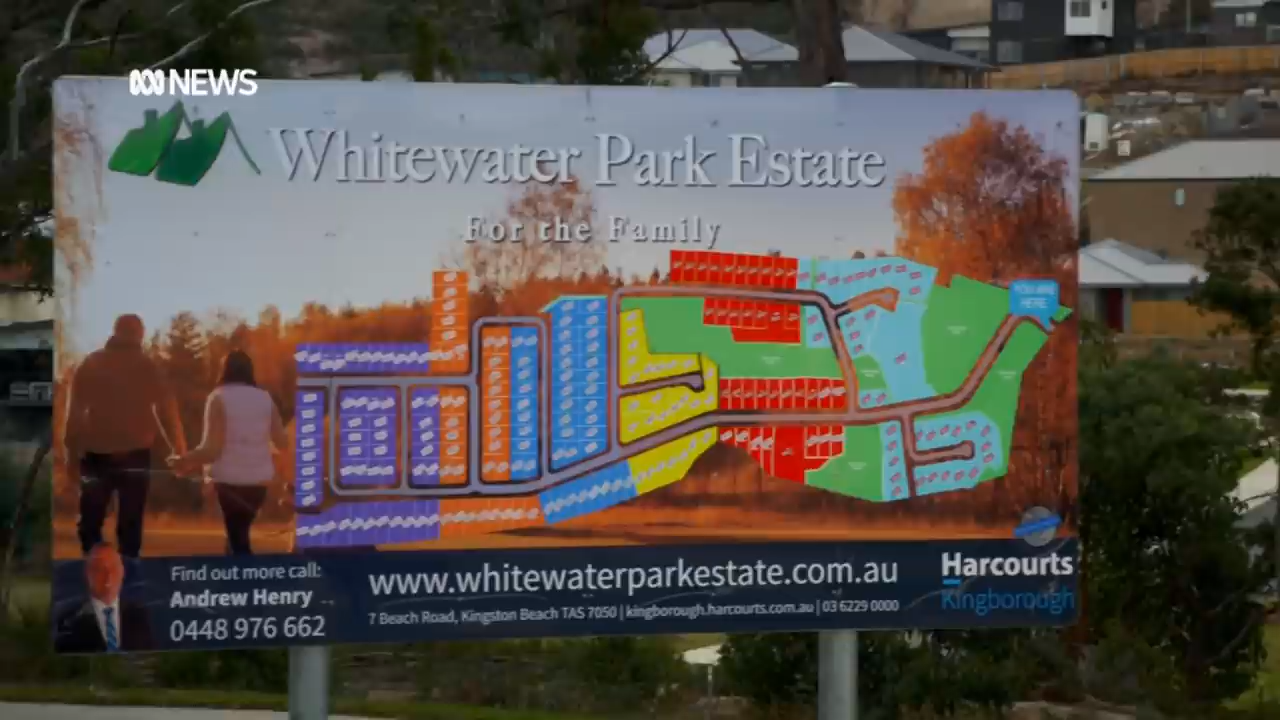 NEWS
Whitewater Park Estate
For the Family
YOU ARE
HERE
Find out more call:
Andrew Henry
0448 976 662
www.whitewaterparkestate.com.au
7 Beach Road, Kingston Beach TAS 7050 | kingborough.harcourts.com.au | 03 6229 0000
Harcourts
Kingborough